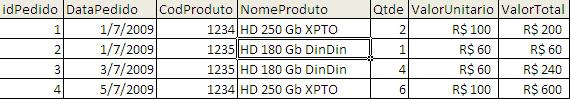 idPedido DataPedido CodProduto NomeProduto Qtde ValorUnitario ValorTotal
1 1/7/2009 1234 HD 250 Gb XPTO 2 R$ 100 R$ 200
2 1/7/2009 1235 HD 180 Gb DinDin 1 R$ 60 R$ 60
3 3/7/2009 1235 HD 180 Gb DinDin 4 R$ 60 R$ 240
4 5/7/2009 1234 HD 250 Gb XPTO 6 R$ 100 R$ 600